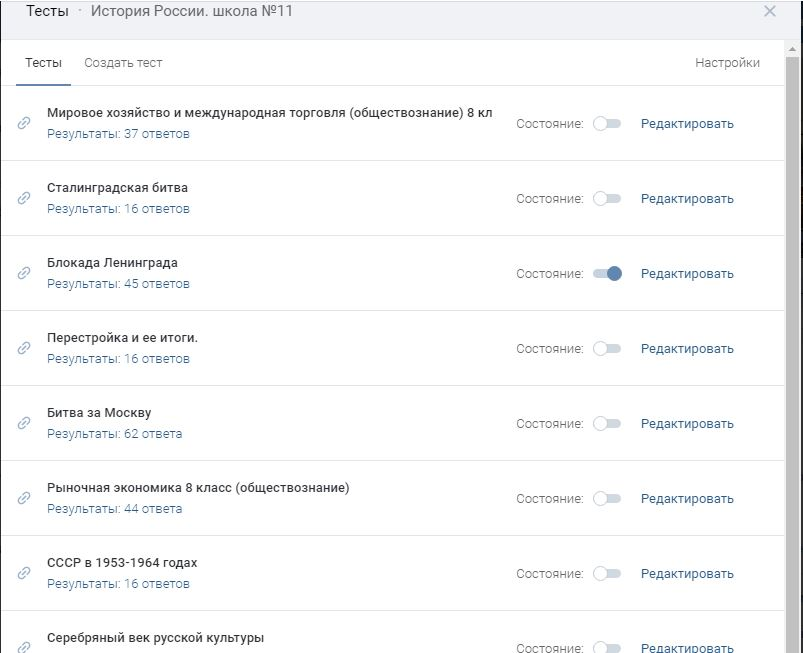 Тесты · История России. школа №11
Тесты Создать тест Настройки
Мировое хозяйство и международная торговля (обществознание) 8 кл
Результаты: 37 ответов
Состояние: Редактировать
Сталинградская битва
Результаты: 16 ответов
Состояние: Редактировать
Блокада Ленинграда
Результаты: 45 ответов
Состояние: Редактировать
Перестройка и ее итоги.
Результаты: 16 ответов
Состояние: Редактировать
Битва за Москву
Результаты: 62 ответа
Состояние: Редактировать
Рыночная экономика 8 класс (обществознание)
Результаты: 44 ответа
Состояние: Редактировать
СССР в 1953-1964 годах
Результаты: 16 ответов
Состояние: Редактировать
Серебряный век русской культуры
Состояние: Редактировать